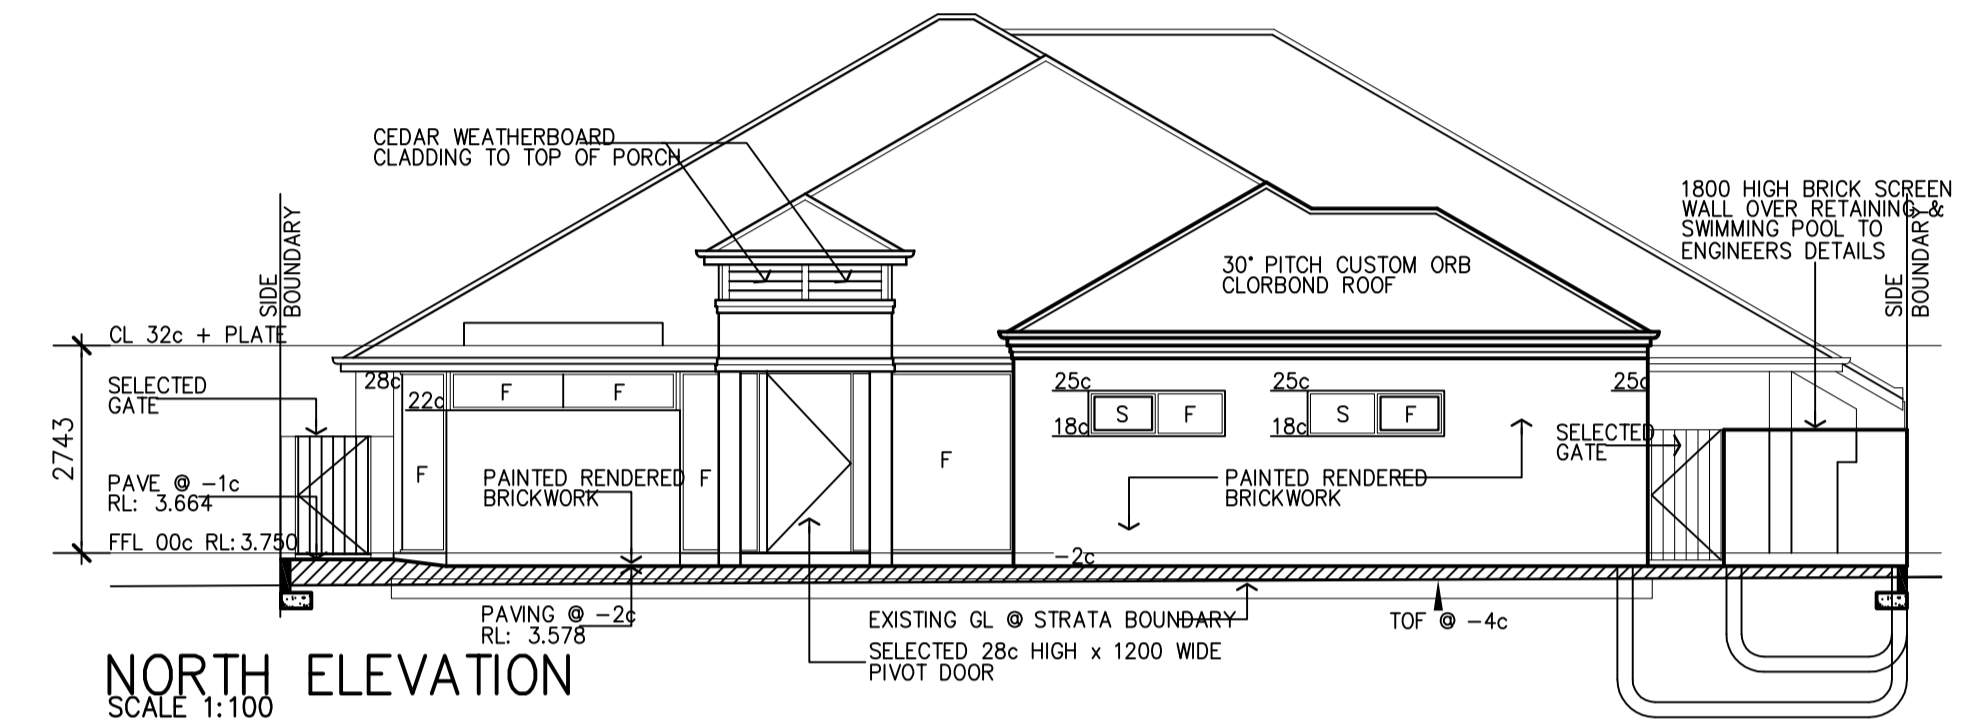 CEDAR WEATHERBOARD
CLADDING TO TOP OF PORCH
1800 HIGH BRICK SCREEN
WALL OVER RETAINING &
SWIMMING POOL TO
ENGINEERS DETAILS
SIDE
BOUNDARY
SIDE
BOUNDARY
30° PITCH CUSTOM ORB
CLORBOND ROOF
CL 32c + PLATE
SELECTED
GATE
28c
22c
F
F
25c
25c
25c
S
F
S
F
18c
18c
2743
F
F
F
SELECTED
GATE
PAINTED RENDERED
BRICKWORK
PAINTED RENDERED
BRICKWORK
PAVE @ -1c
RL: 3.664
FFL 00c RL: 3.750
-2c
PAVING @ -2c
RL: 3.578
EXISTING GL @ STRATA BOUNDARY
TOF @ -4c
SELECTED 28c HIGH x 1200 WIDE
PIVOT DOOR
NORTH ELEVATION
SCALE 1:100